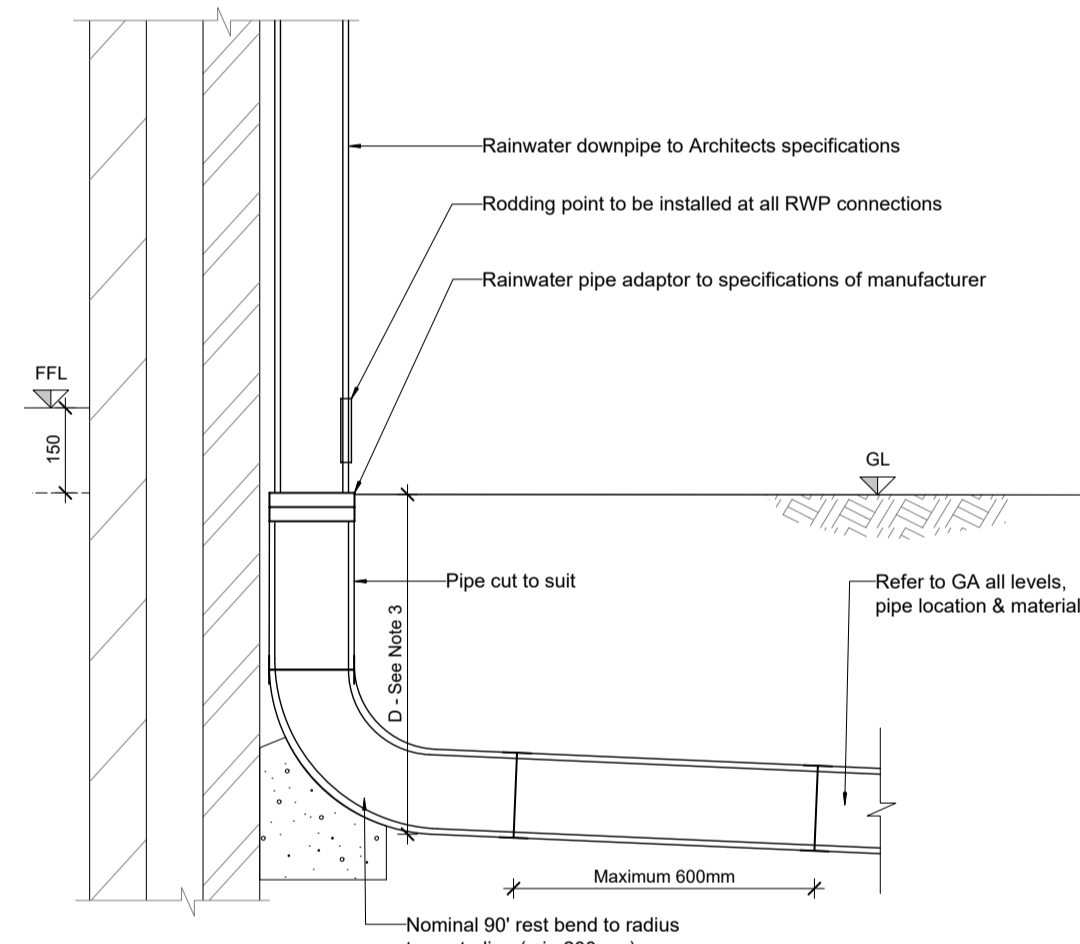 Rainwater downpipe to Architects specifications
Rodding point to be installed at all RWP connections
Rainwater pipe adaptor to specifications of manufacturer
FFL
150
GL
Pipe cut to suit
Refer to GA all levels,
pipe location & material
D - See Note 3
Maximum 600mm
Nominal 90' rest bend to radius